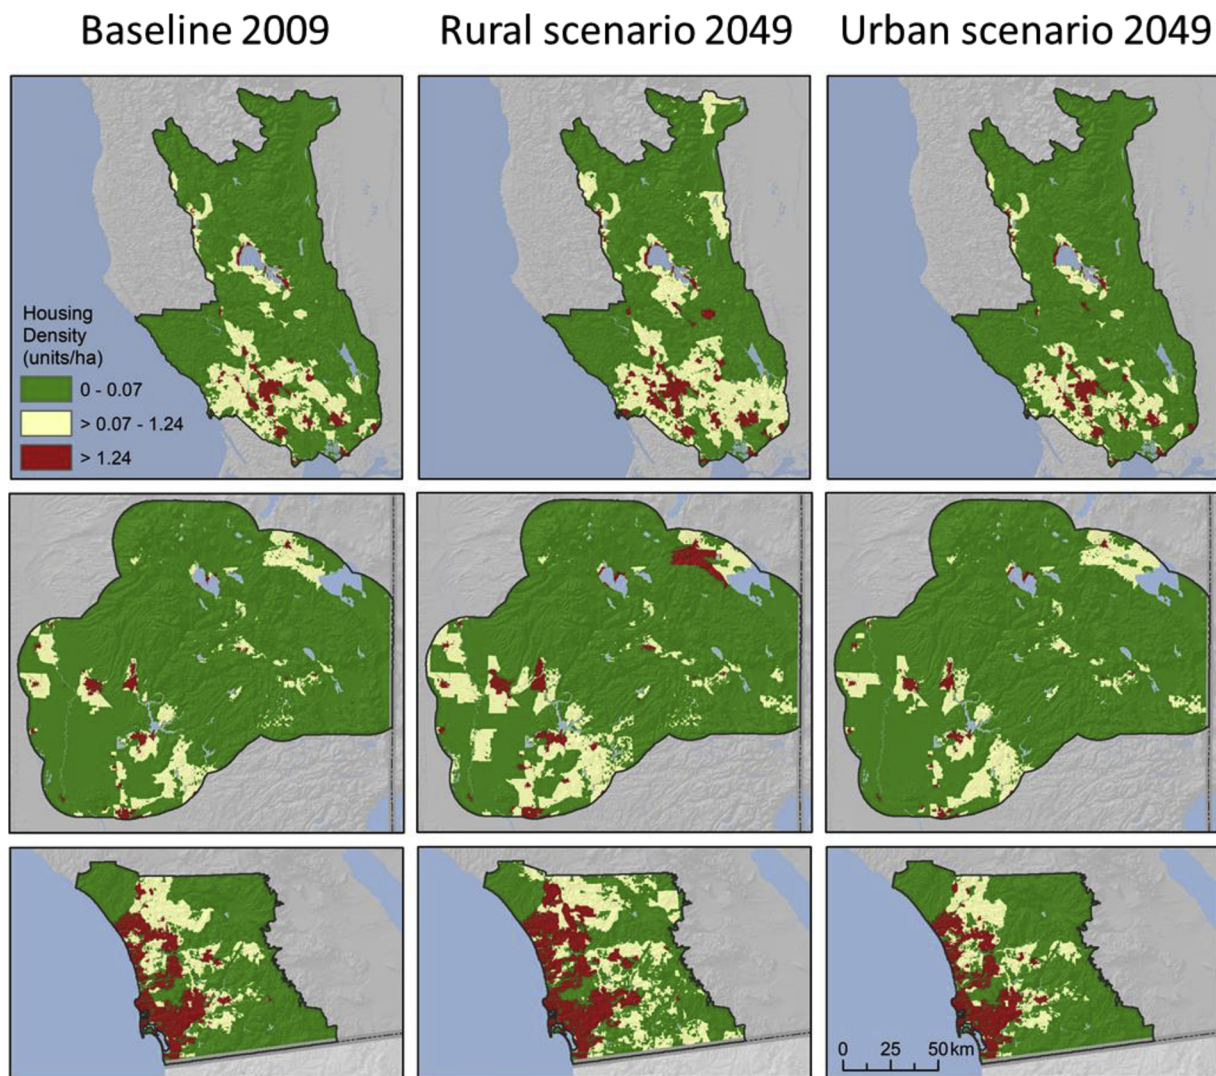 Baseline 2009
Rural scenario 2049
Urban scenario 2049
Housing
Density
(units/ha)
0 - 0.07
> 0.07 - 1.24
> 1.24
0 25 50 km